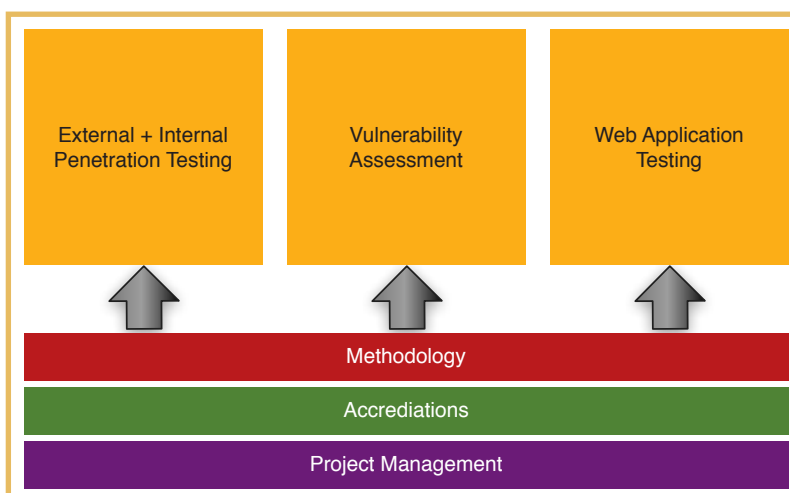 External + Internal
Penetration Testing
Vulnerability
Assessment
Web Application
Testing
Methodology
Accrediations
Project Management